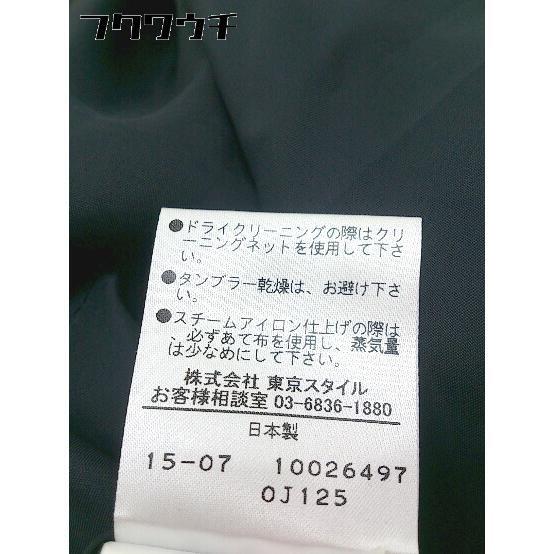 フクワウチ
●ドライクリーニングの際はクリ
ーニングネットを使用して下さ
い。
●タンブラー乾燥は、お避け下さ
い。
●スチームアイロン仕上げの際は
、必ずあて布を使用し、蒸気量
は少なめにして下さい。
株式会社 東京スタイル
お客様相談室 03-6836-1880
日本製
15-07 10026497
0J125